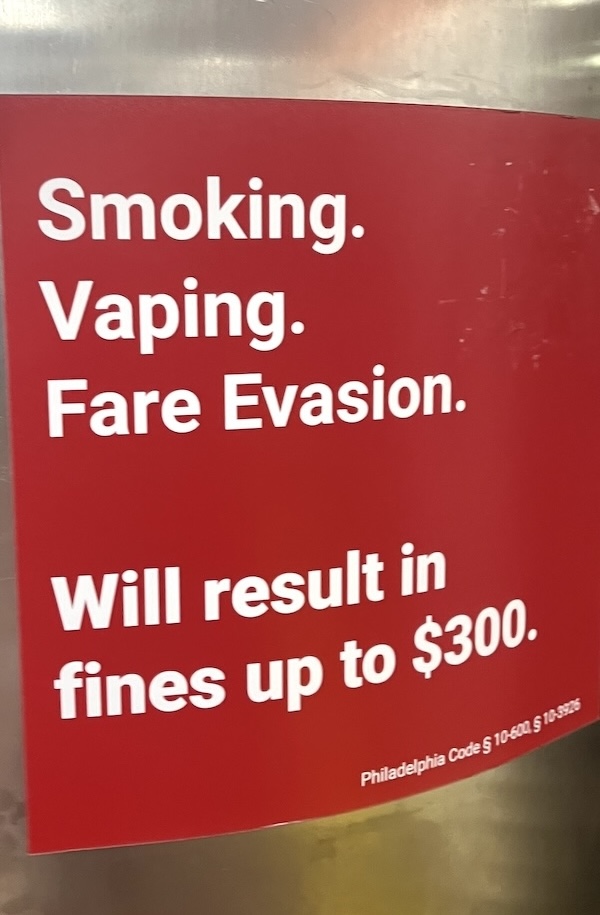 Smoking.
Vaping.
Fare Evasion.
Will result in
fines up to $300.
Philadelphia Code § 10-600, § 10-3926